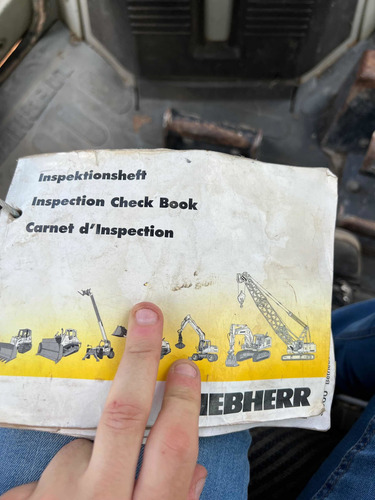 Inspektionsheft
Inspection Check Book
Carnet d'Inspection
IEBHERR